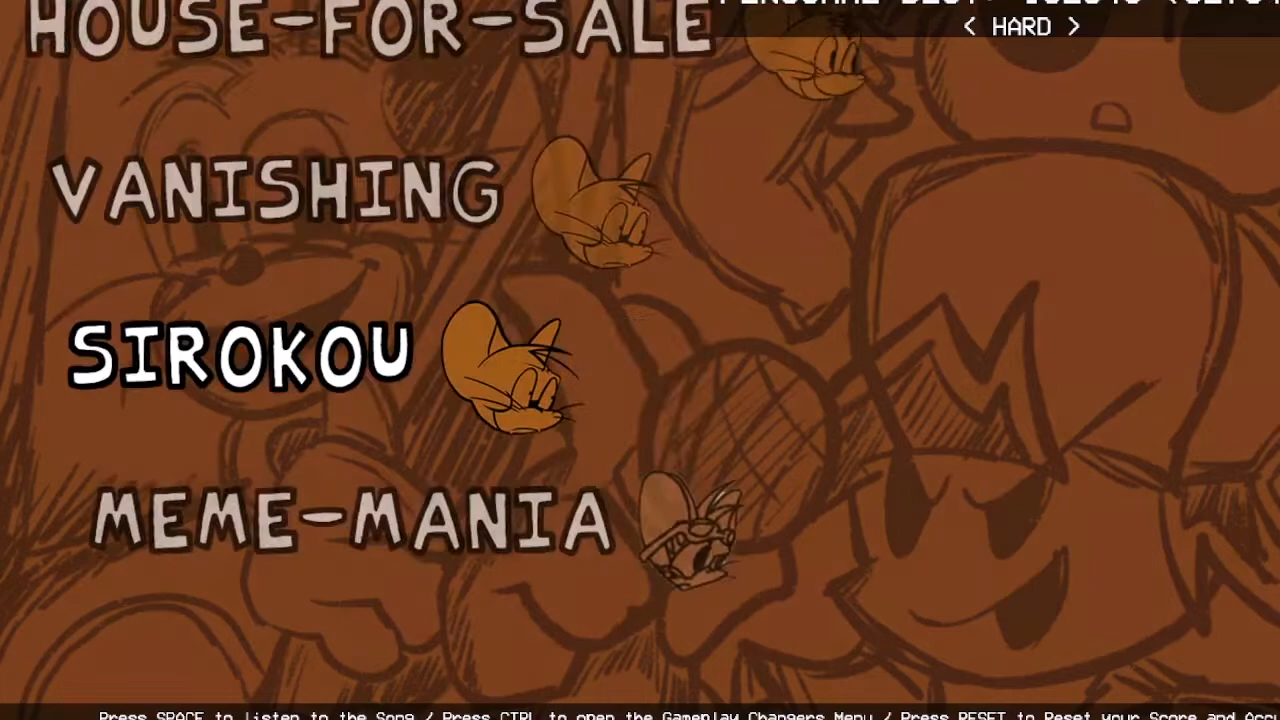 HOUSE-FOR-SALE
< HARD >
VANISHING
SIROKOU
MEME-MANIA
Press SPACE to listen to the Song / Press CTRL to open the Gameplay Changers Menu / Press RESET to Reset your Score and